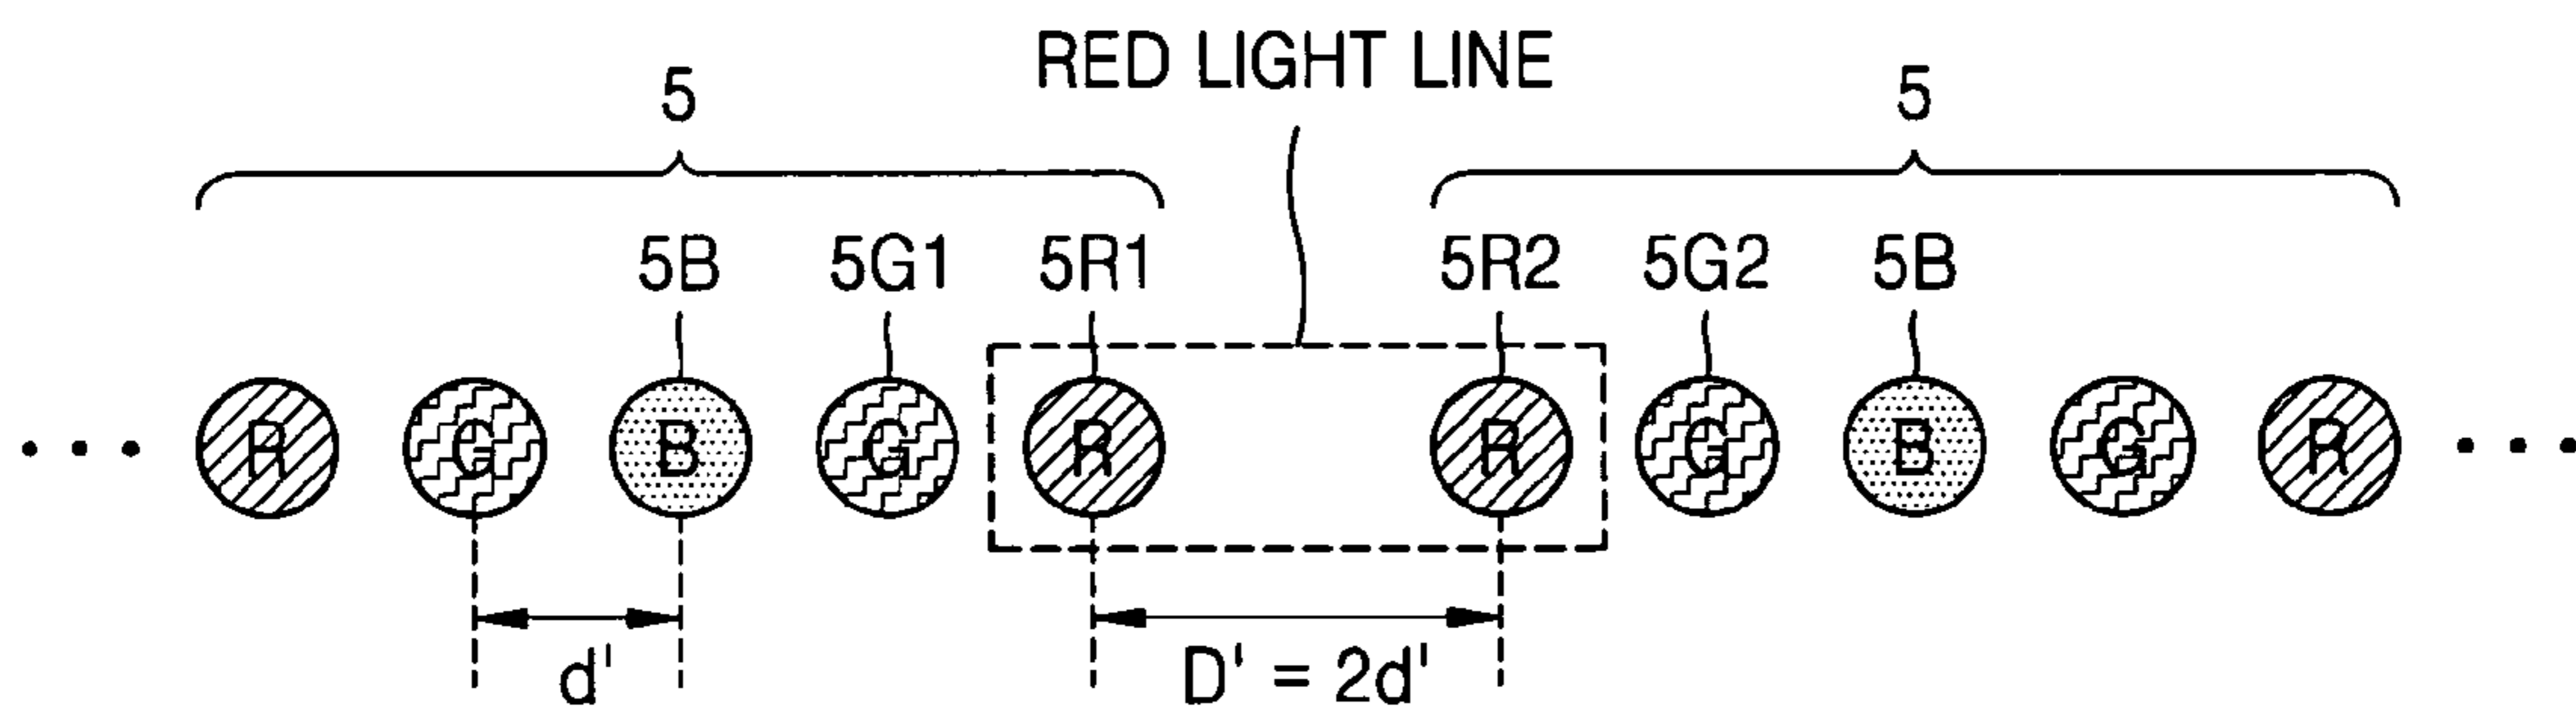 RED LIGHT LINE
5 5
5B 5G1 5R1 5R2 5G2 5B
... R G B G R R G B G R ...
d' D' = 2d'